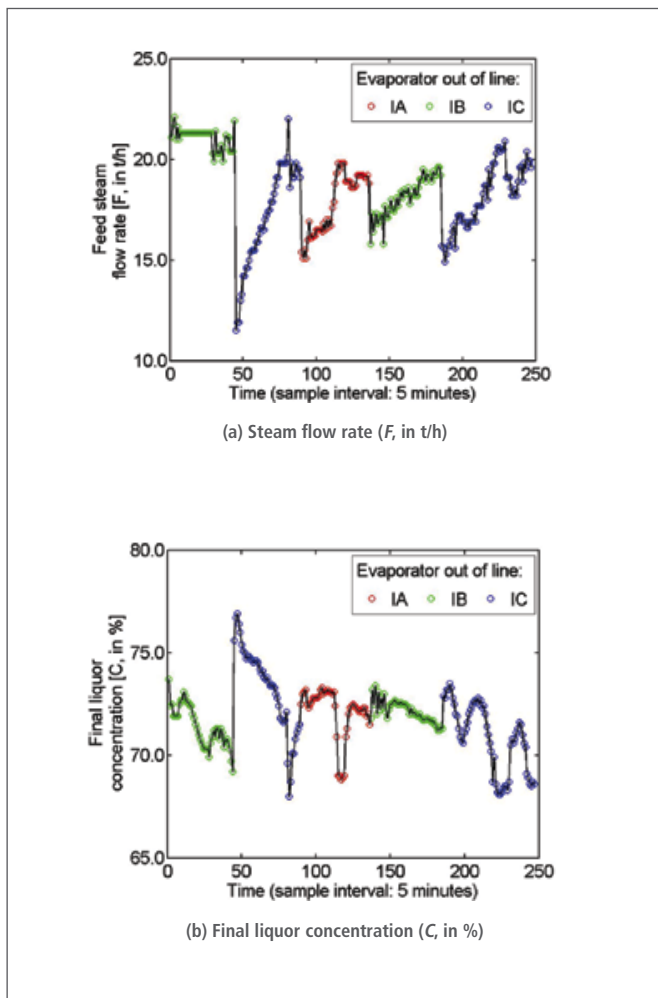 Evaporator out of line:
IA IB IC
25.0
20.0
15.0
10.0
Feed steam
flow rate [F, in t/h]
0 50 100 150 200 250
Time (sample interval: 5 minutes)
(a) Steam flow rate (F, in t/h)
80.0
75.0
70.0
65.0
Evaporator out of line:
IA IB IC
Final liquor
concentration [C, in %]
0 50 100 150 200 250
Time (sample interval: 5 minutes)
(b) Final liquor concentration (C, in %)